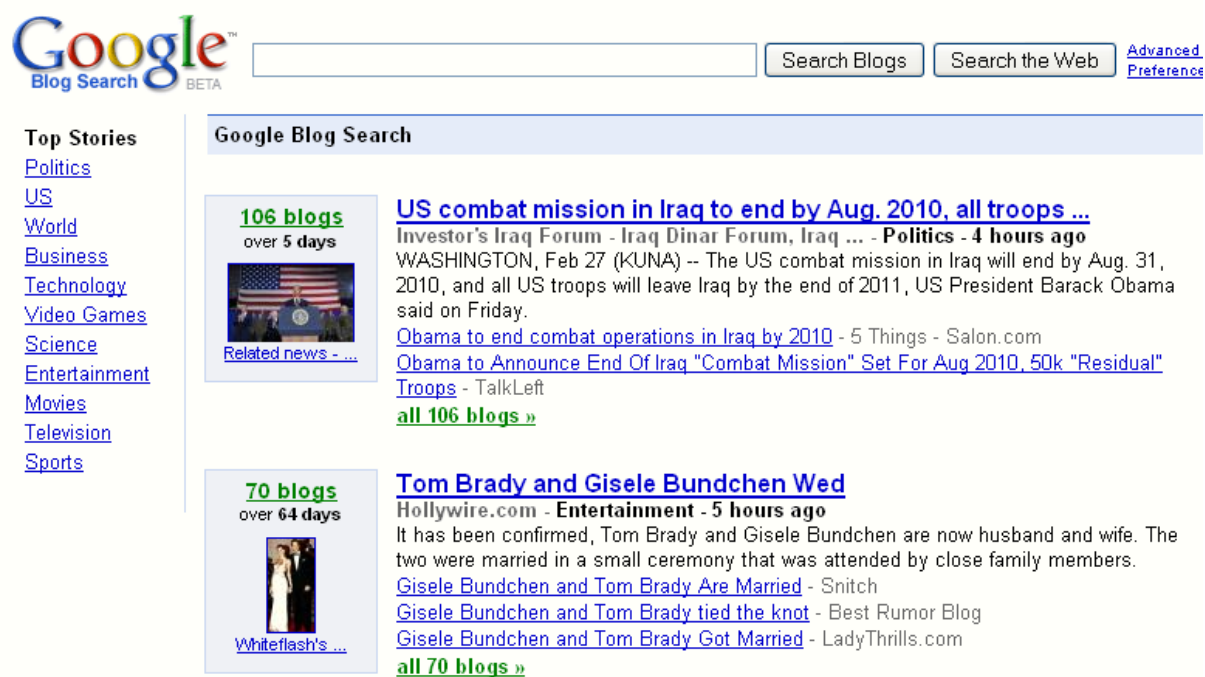 Google™
Blog Search BETA
Search Blogs
Search the Web
Advanced
Preference
Top Stories
Politics
US
World
Business
Technology
Video Games
Science
Entertainment
Movies
Television
Sports
Google Blog Search
106 blogs
over 5 days
Related news - ...
US combat mission in Iraq to end by Aug. 2010, all troops ...
Investor's Iraq Forum - Iraq Dinar Forum, Iraq ... - Politics - 4 hours ago
WASHINGTON, Feb 27 (KUNA) -- The US combat mission in Iraq will end by Aug. 31,
2010, and all US troops will leave Iraq by the end of 2011, US President Barack Obama
said on Friday.
Obama to end combat operations in Iraq by 2010 - 5 Things - Salon.com
Obama to Announce End Of Iraq "Combat Mission" Set For Aug 2010, 50k "Residual"
Troops - TalkLeft
all 106 blogs »
70 blogs
over 64 days
Whiteflash's ...
Tom Brady and Gisele Bundchen Wed
Hollywire.com - Entertainment - 5 hours ago
It has been confirmed, Tom Brady and Gisele Bundchen are now husband and wife. The
two were married in a small ceremony that was attended by close family members.
Gisele Bundchen and Tom Brady Are Married - Snitch
Gisele Bundchen and Tom Brady tied the knot - Best Rumor Blog
Gisele Bundchen and Tom Brady Got Married - LadyThrills.com
all 70 blogs »